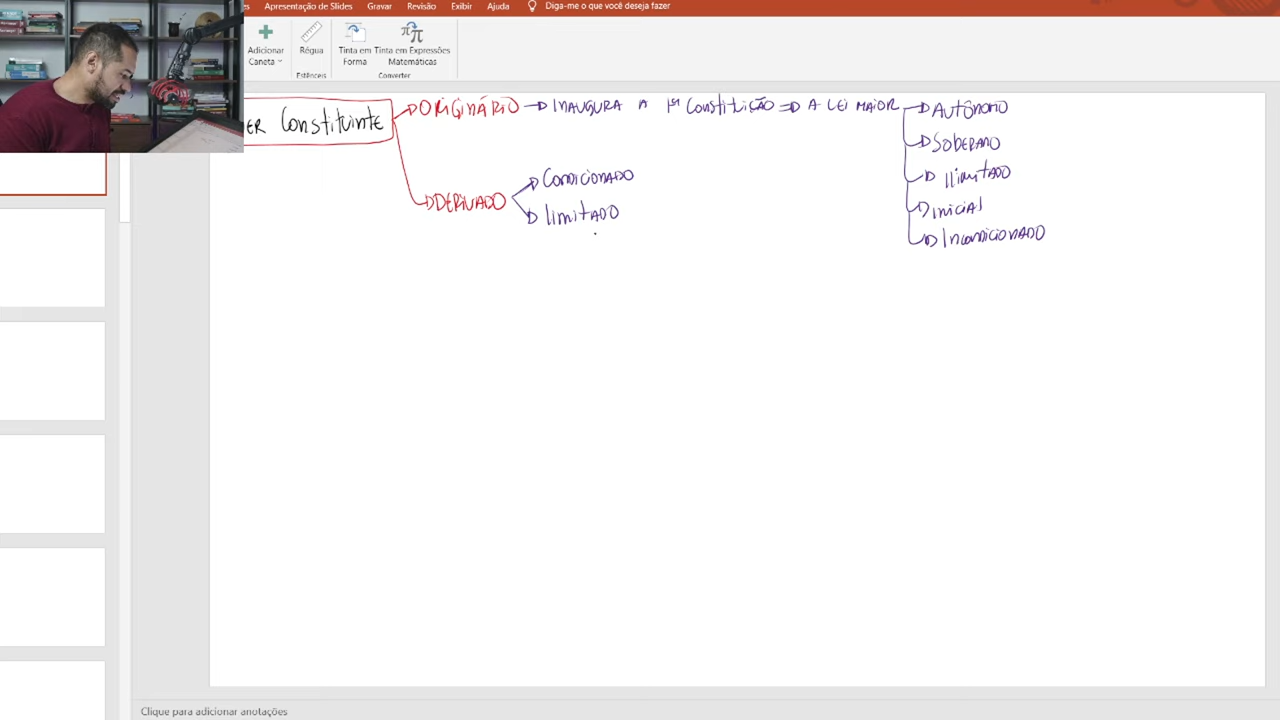 Apresentação de Slides Gravar Revisão Exibir Ajuda Diga-me o que você deseja fazer
Adicionar Caneta
Régua
Tinta em Forma
Tinta em Expressões Matemáticas
Estênceis
Converter
ER Constituinte
ORIGINÁRIO
INAUGURA A 1ª Constituição
A LEI MAIOR
AUTÔNOMO
SOBERANO
Ilimitado
inicial
Incondicionado
DERIVADO
Condicionado
limitado
Clique para adicionar anotações